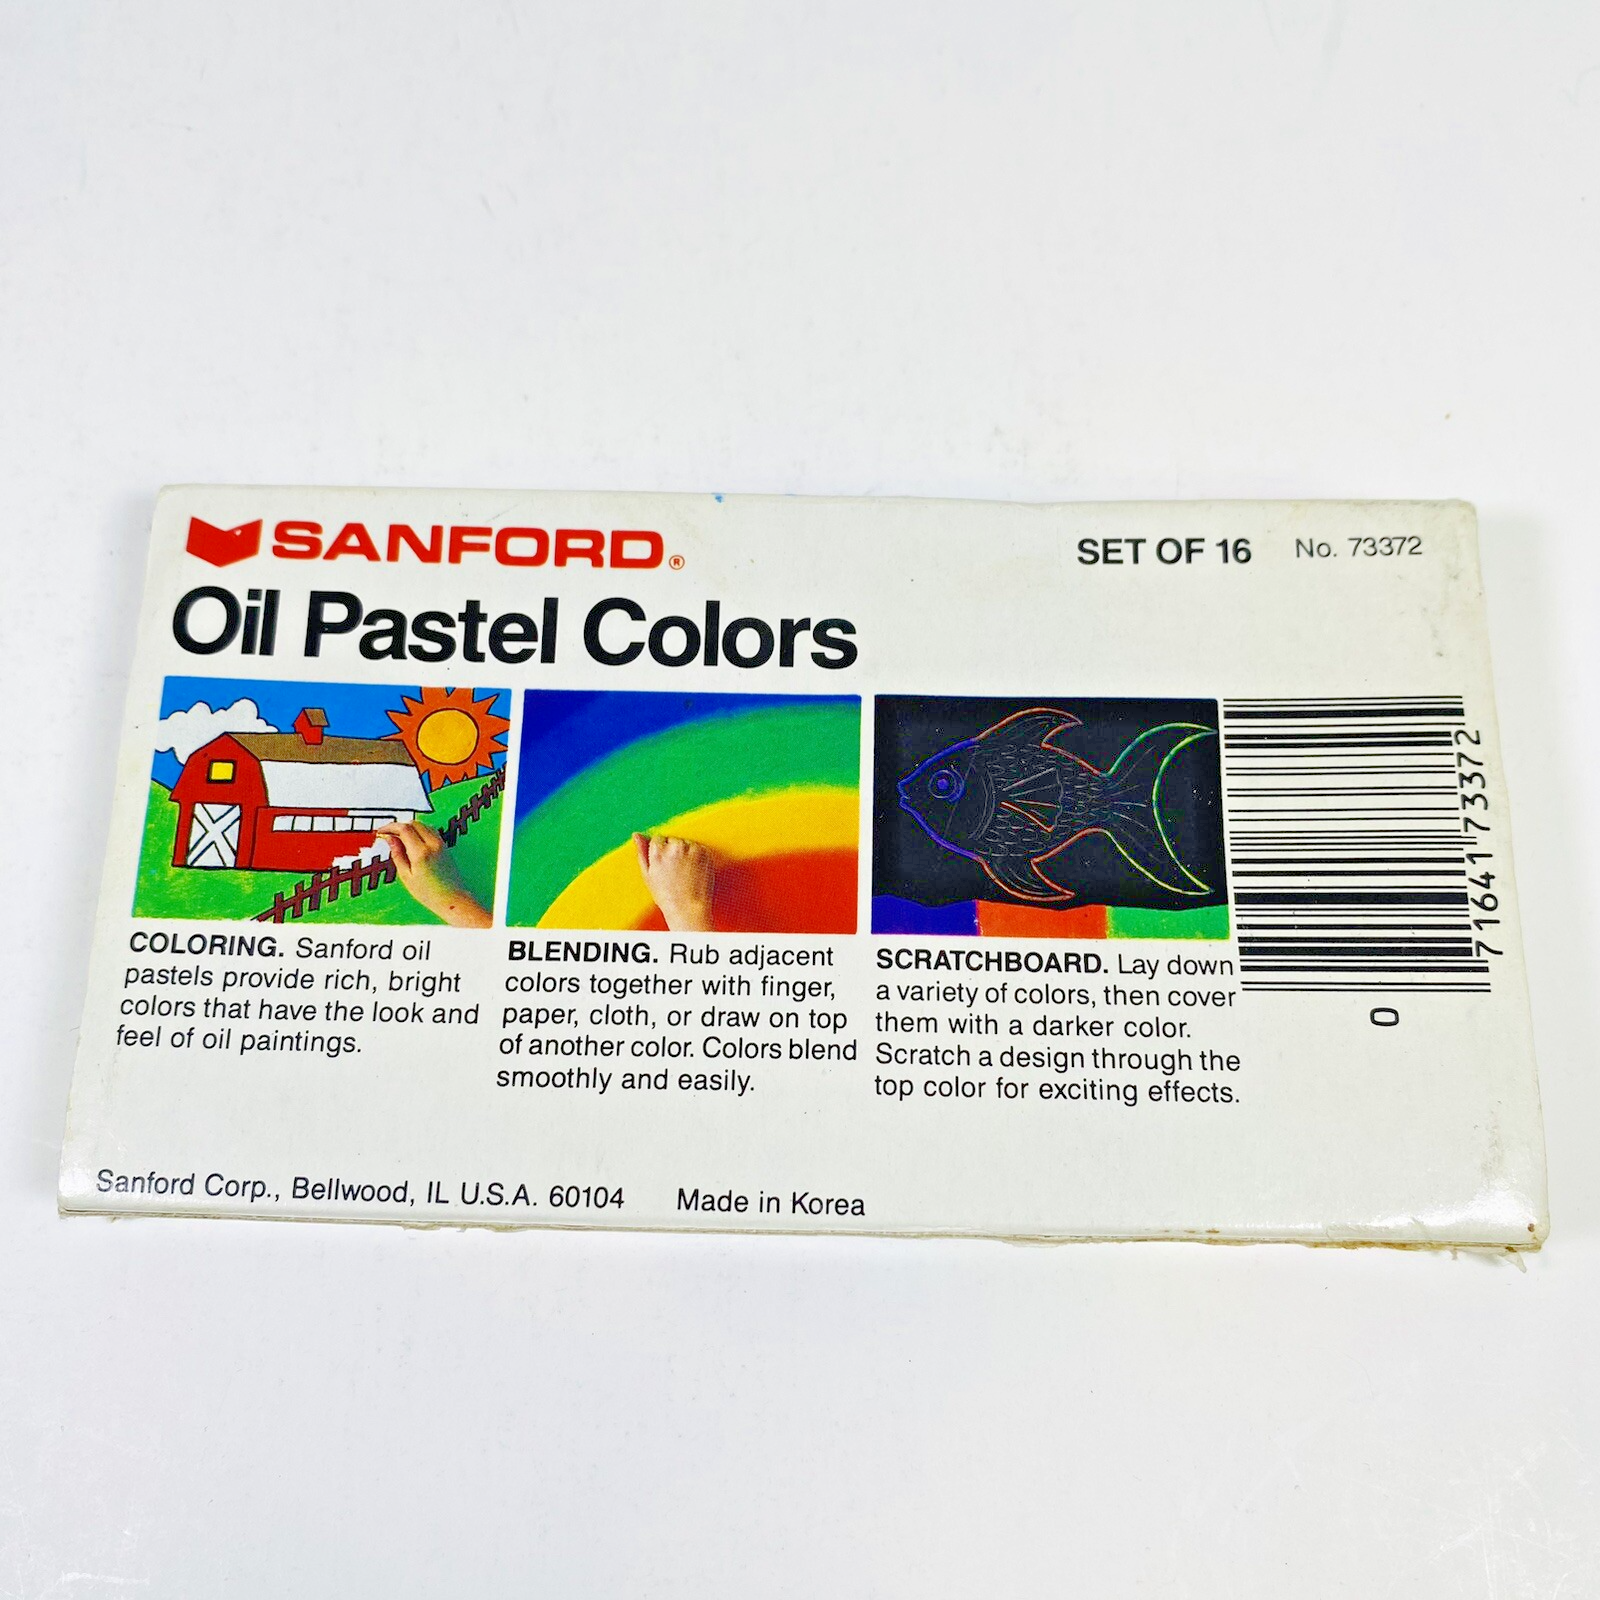 SANFORD®
SET OF 16 No. 73372
Oil Pastel Colors
COLORING. Sanford oil
pastels provide rich, bright
colors that have the look and
feel of oil paintings.
BLENDING. Rub adjacent
colors together with finger,
paper, cloth, or draw on top
of another color. Colors blend
smoothly and easily.
SCRATCHBOARD. Lay down
a variety of colors, then cover
them with a darker color.
Scratch a design through the
top color for exciting effects.
7 1641 73372 0
Sanford Corp., Bellwood, IL U.S.A. 60104 Made in Korea